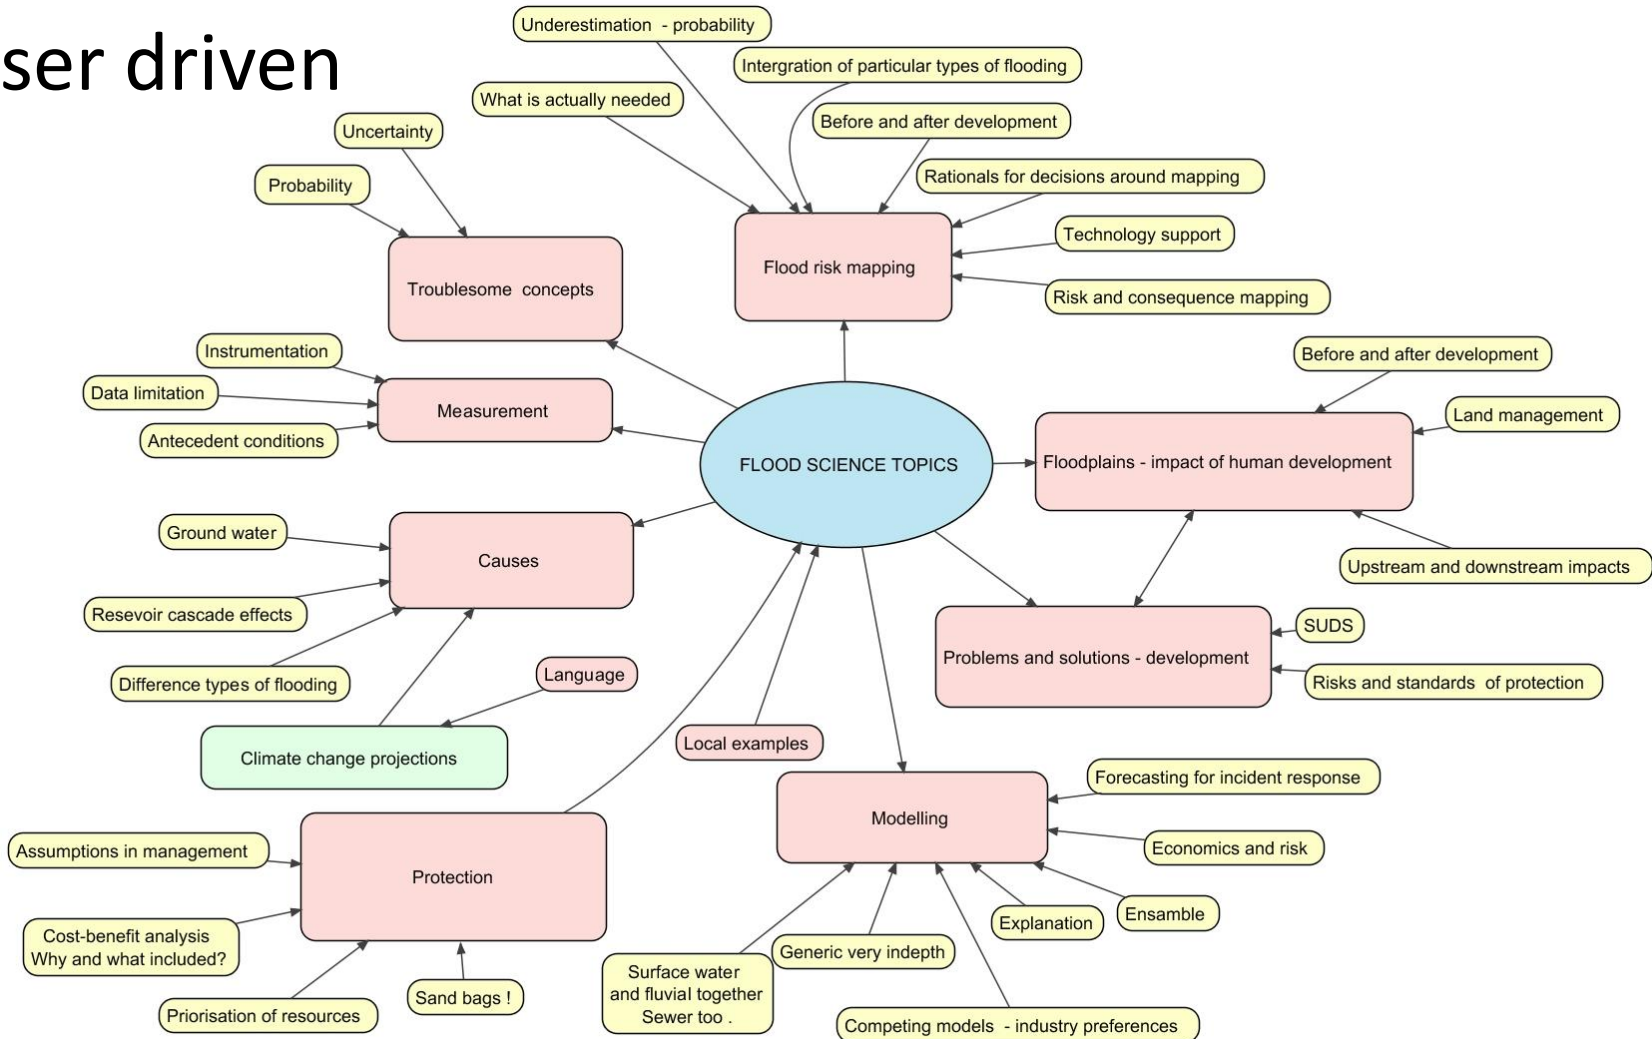 ser driven
Underestimation - probability
Intergration of particular types of flooding
What is actually needed
Before and after development
Uncertainty
Rationals for decisions around mapping
Probability
Technology support
Flood risk mapping
Troublesome concepts
Risk and consequence mapping
Instrumentation
Before and after development
Data limitation
Measurement
Land management
Antecedent conditions
FLOOD SCIENCE TOPICS
Floodplains - impact of human development
Ground water
Causes
Upstream and downstream impacts
Resevoir cascade effects
SUDS
Problems and solutions - development
Language
Difference types of flooding
Risks and standards of protection
Local examples
Climate change projections
Forecasting for incident response
Modelling
Assumptions in management
Economics and risk
Protection
Ensamble
Explanation
Cost-benefit analysis
Why and what included?
Generic very indepth
Surface water
and fluvial together
Sewer too .
Sand bags !
Priorisation of resources
Competing models - industry preferences